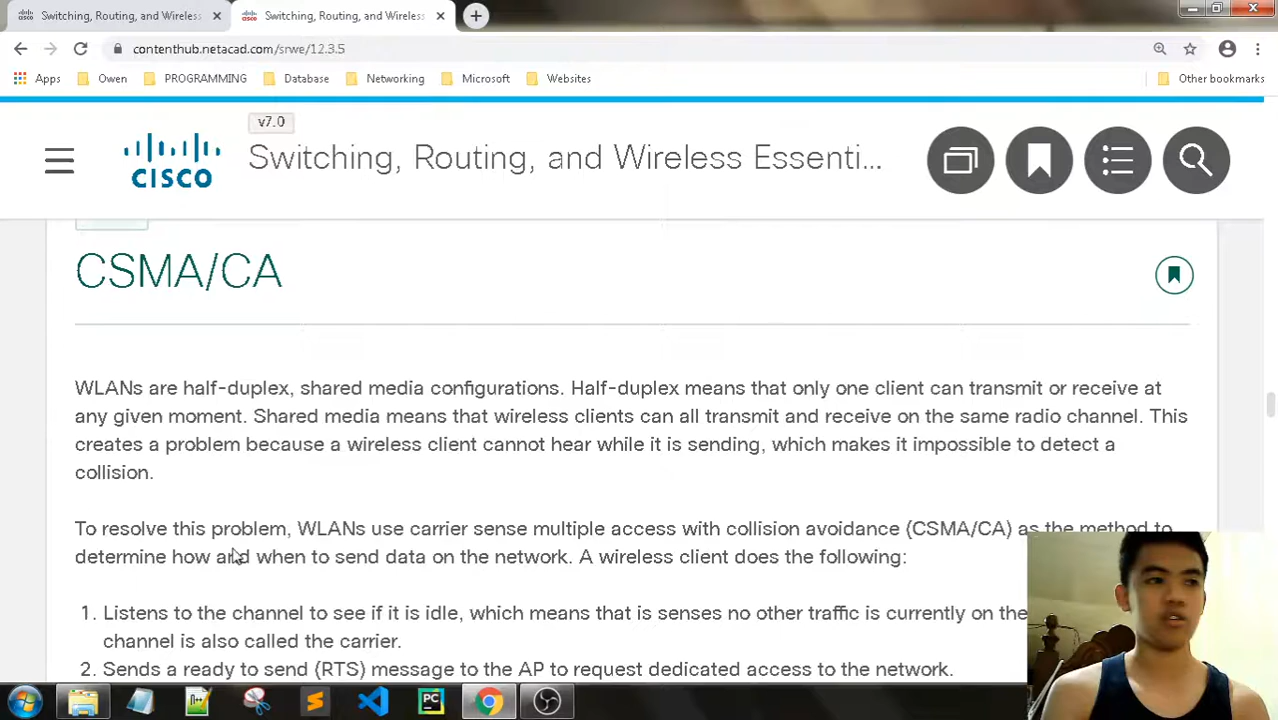 Switching, Routing, and Wireless
Switching, Routing, and Wireless
contenthub.netacad.com/srwe/12.3.5
Apps
Owen
PROGRAMMING
Database
Networking
Microsoft
Websites
Other bookmarks
v7.0
CISCO
Switching, Routing, and Wireless Essenti...
CSMA/CA
WLANs are half-duplex, shared media configurations. Half-duplex means that only one client can transmit or receive at
any given moment. Shared media means that wireless clients can all transmit and receive on the same radio channel. This
creates a problem because a wireless client cannot hear while it is sending, which makes it impossible to detect a
collision.
To resolve this problem, WLANs use carrier sense multiple access with collision avoidance (CSMA/CA) as the method to
determine how and when to send data on the network. A wireless client does the following:
1. Listens to the channel to see if it is idle, which means that is senses no other traffic is currently on the
channel is also called the carrier.
2. Sends a ready to send (RTS) message to the AP to request dedicated access to the network.
PC